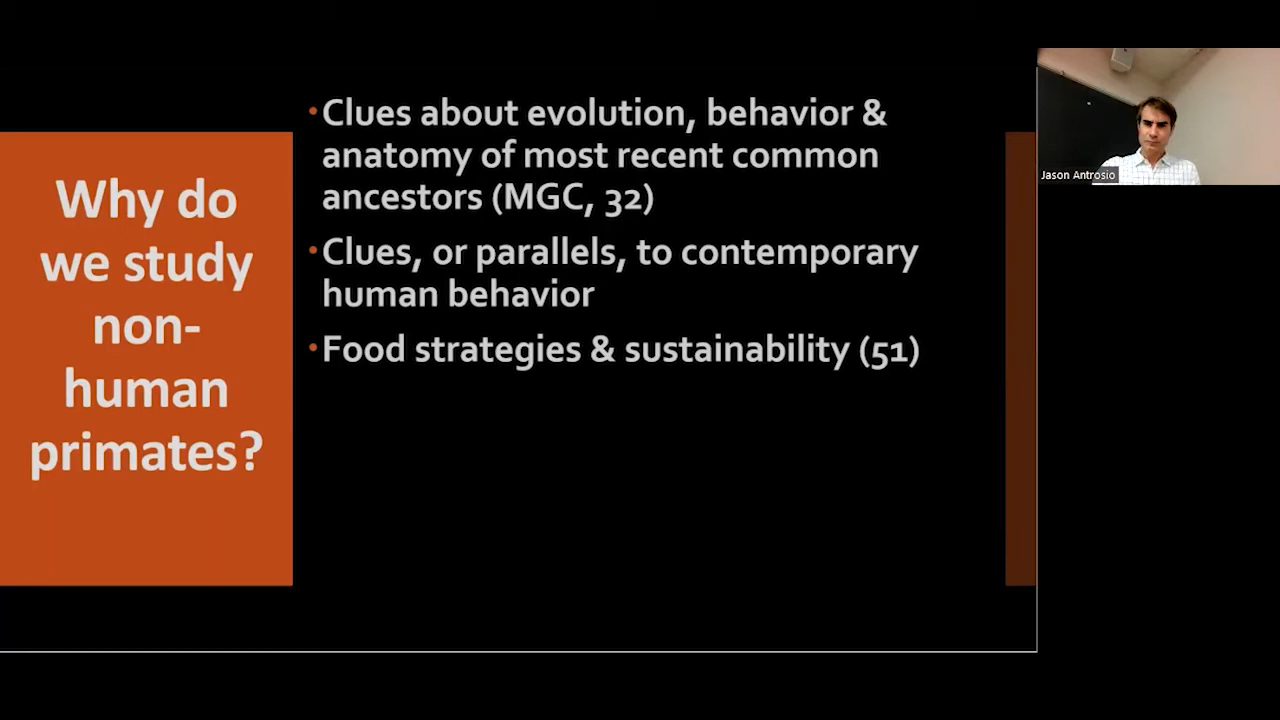 Why do
we study
non-
human
primates?
•Clues about evolution, behavior &
anatomy of most recent common
ancestors (MGC, 32)
•Clues, or parallels, to contemporary
human behavior
•Food strategies & sustainability (51)
Jason Antrosio